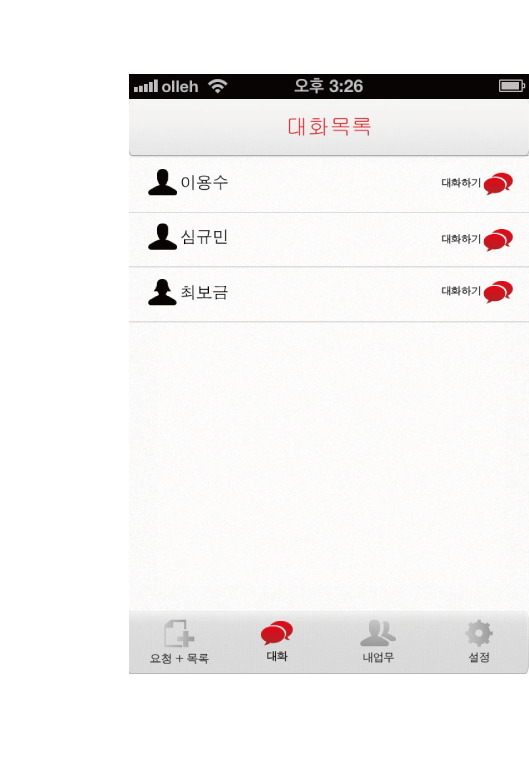 olleh 오후 3:26
대화목록
이용수 대화하기
심규민 대화하기
최보금 대화하기
요청 + 목록 대화 내업무 설정